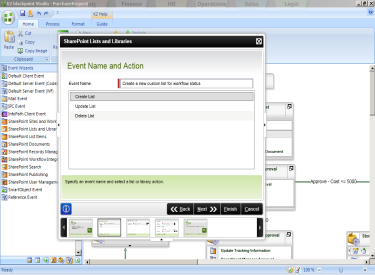 K2 blackpearl Studio - PurchaseRequest
Finance
HR
Operations
Sales
Legal
K2 Help
Home
Process
Format
Guide
Paste
Cut
Copy
Copy Image
Clipboard
Event Wizards
Default Client Event
Default Server Event (Code)
Default Server Event (WF)
Mail Event
IPC Event
InfoPath Client Event
SharePoint Sites and Work
SharePoint Lists and Librar
SharePoint List Items
SharePoint Documents
SharePoint Records Manag
SharePoint Workflow Integr
SharePoint Search
SharePoint Publishing
SharePoint User Managem
SmartObject Event
Reference Event
SharePoint Lists and Libraries
Event Name and Action
Event Name
Create a new custom list for workflow status
Create List
Update List
Delete List
Specify an event name and select a list or library action.
Back
Next
Finish
Cancel
Document
Approve - Cost <= 5000
Update Tracking Information
Ready
100 %